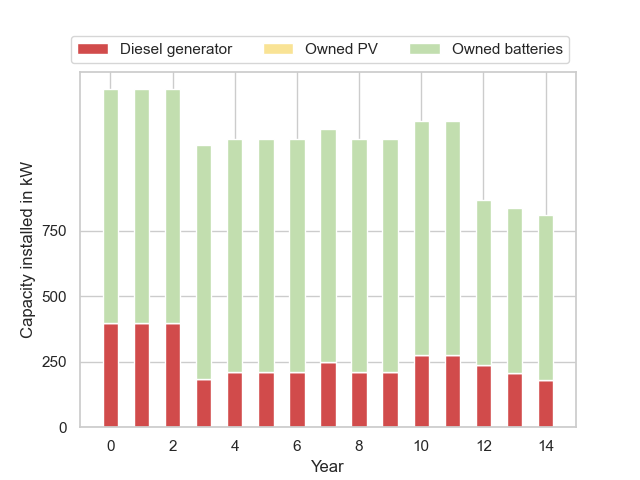 Diesel generator Owned PV Owned batteries
Capacity installed in kW
750
500
250
0
0 2 4 6 8 10 12 14
Year